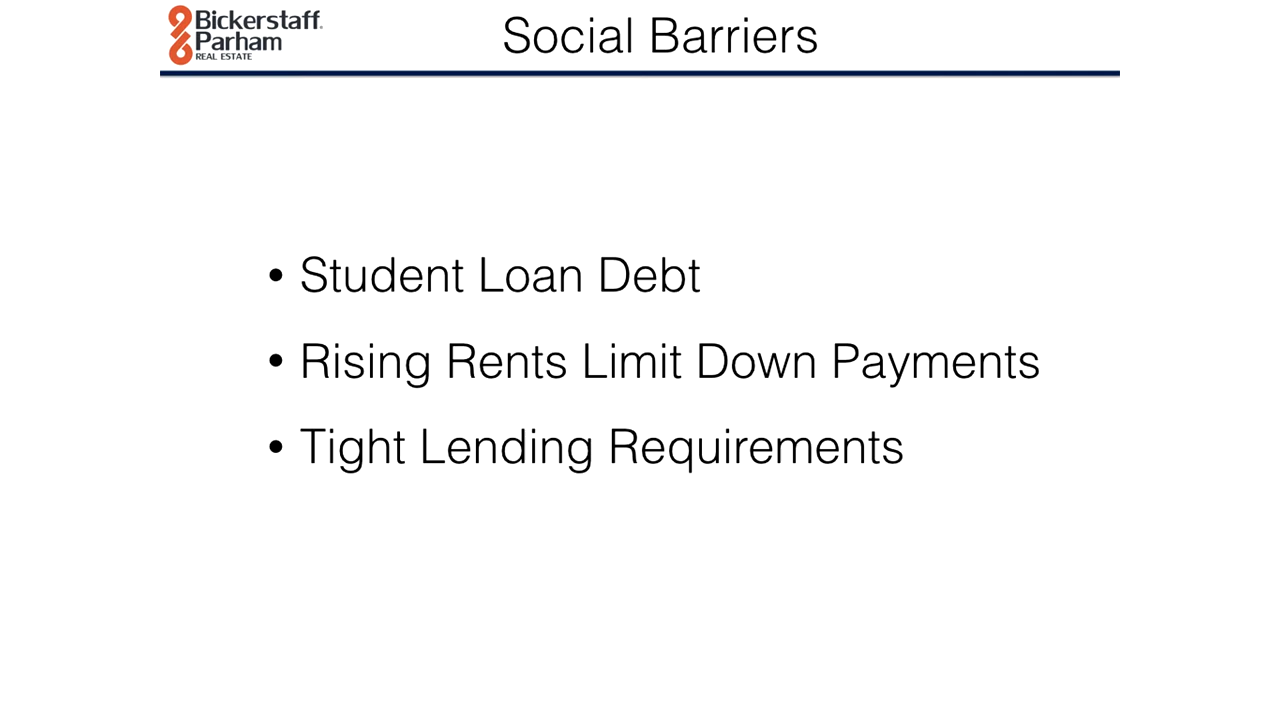 Bickerstaff
Parham
REAL ESTATE
Social Barriers
• Student Loan Debt
• Rising Rents Limit Down Payments
• Tight Lending Requirements